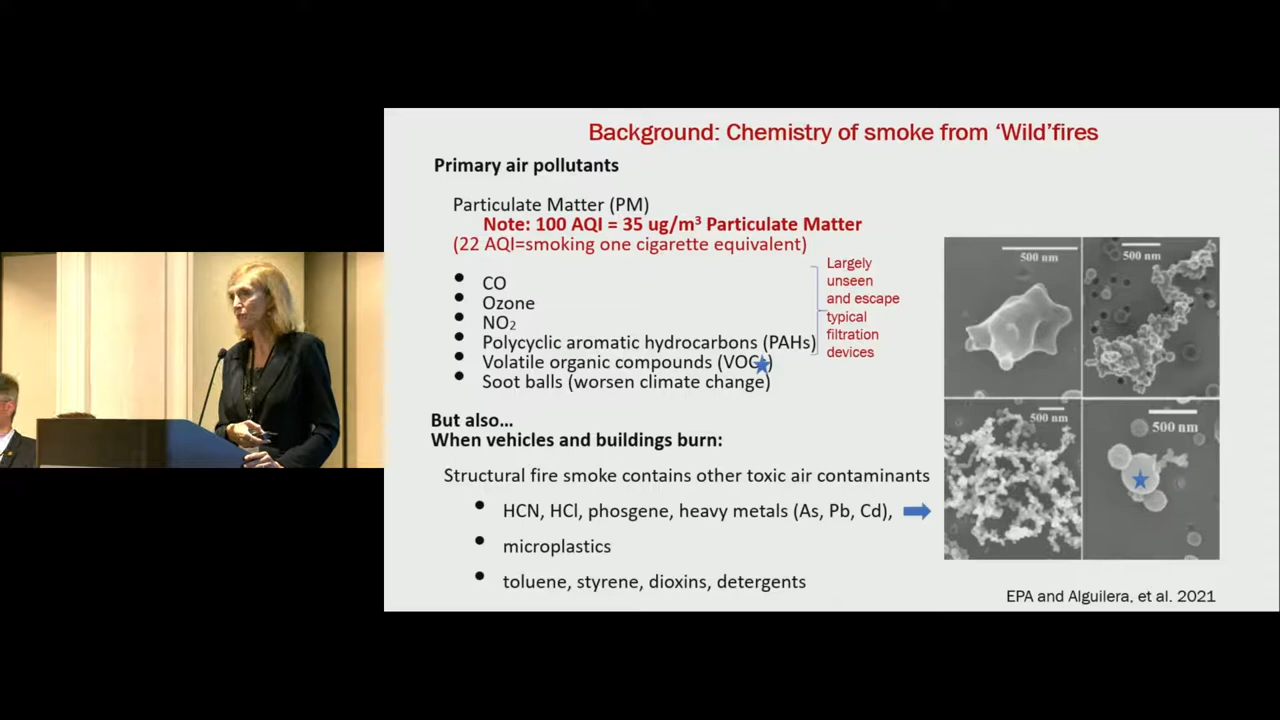 Background: Chemistry of smoke from ‘Wild’fires
Primary air pollutants
Particulate Matter (PM)
Note: 100 AQI = 35 ug/m³ Particulate Matter
(22 AQI=smoking one cigarette equivalent)
• CO
• Ozone
• NO₂
• Polycyclic aromatic hydrocarbons (PAHs)
• Volatile organic compounds
• Soot balls (worsen climate change)
Largely
unseen
and escape
typical
filtration
devices
But also...
When vehicles and buildings burn:
Structural fire smoke contains other toxic air contaminants
• HCN, HCl, phosgene, heavy metals (As, Pb, Cd),
• microplastics
• toluene, styrene, dioxins, detergents
500 nm
500 nm
500 nm
500 nm
EPA and Alguilera, et al. 2021